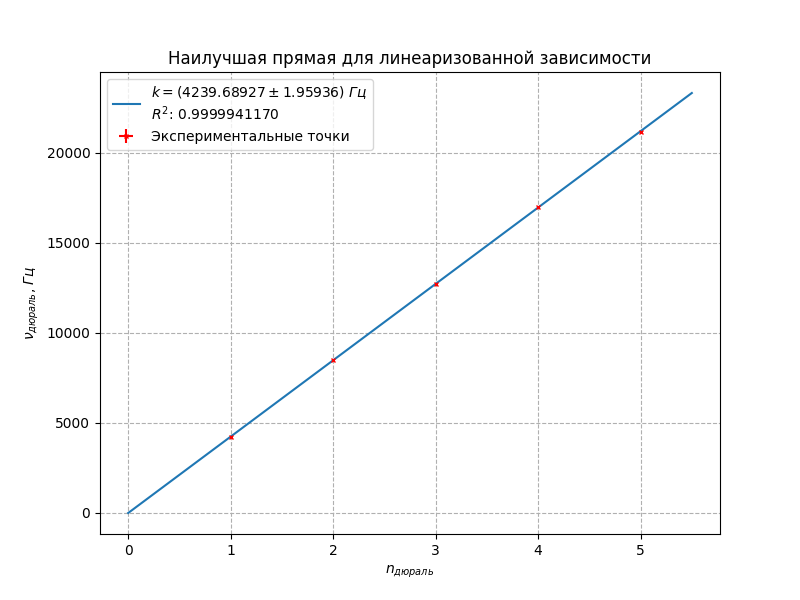 Наилучшая прямая для линеаризованной зависимости
k = (4239.68927 ± 1.95936) Гц
R²: 0.9999941170
Экспериментальные точки
20000
15000
10000
5000
0
ν_дюраль, Гц
0 1 2 3 4 5
n_дюраль